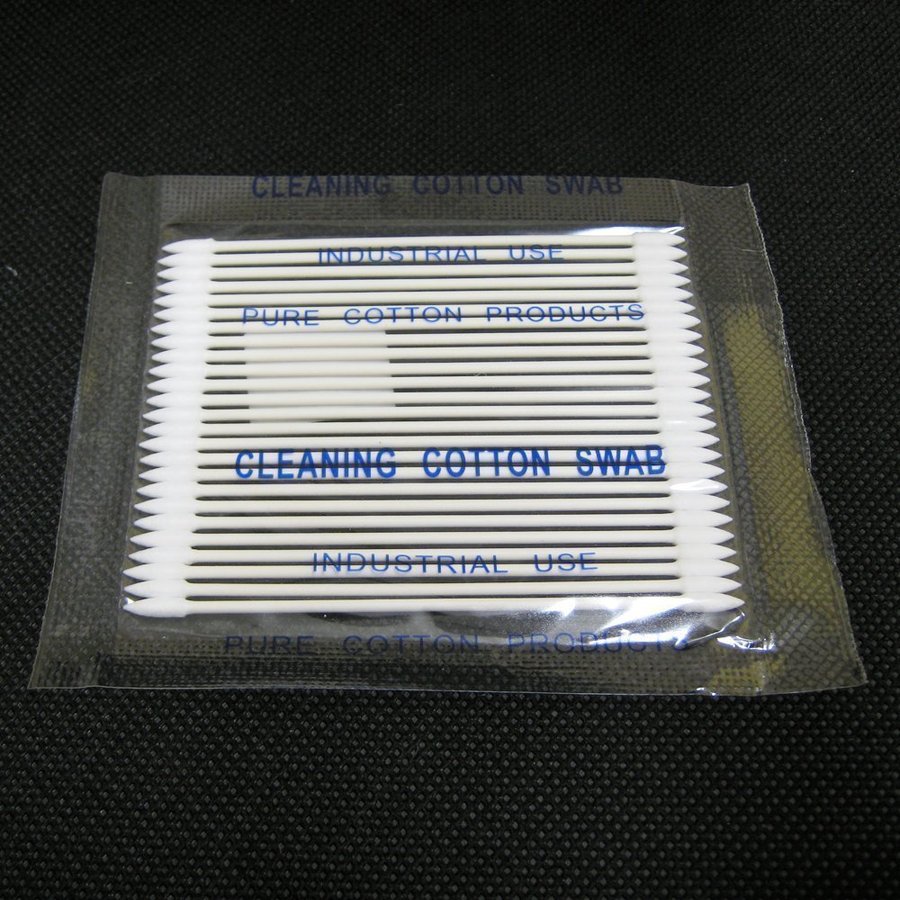 CLEANING COTTON SWAB
INDUSTRIAL USE
PURE COTTON PRODUCTS
CLEANING COTTON SWAB
INDUSTRIAL USE
PURE COTTON PRODUCTS